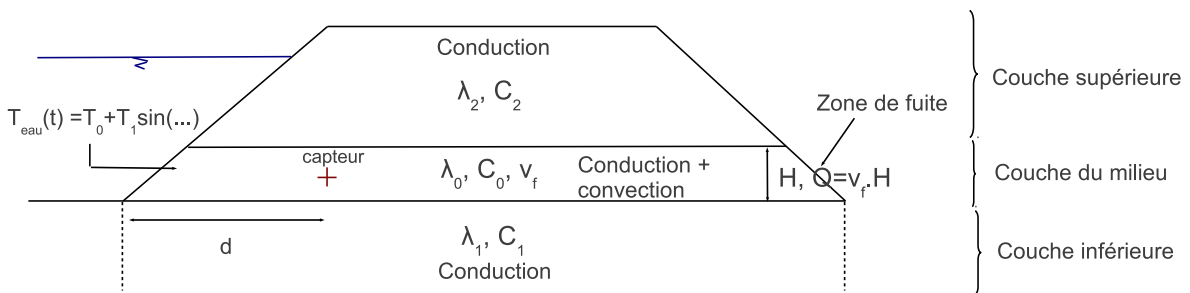 Conduction
λ2, C2
Couche supérieure
Zone de fuite
Teau(t) =T0+T1sin(...)
capteur
λ0, C0, vf
Conduction +
convection
H, Q=vf.H
Couche du milieu
d
λ1, C1
Conduction
Couche inférieure